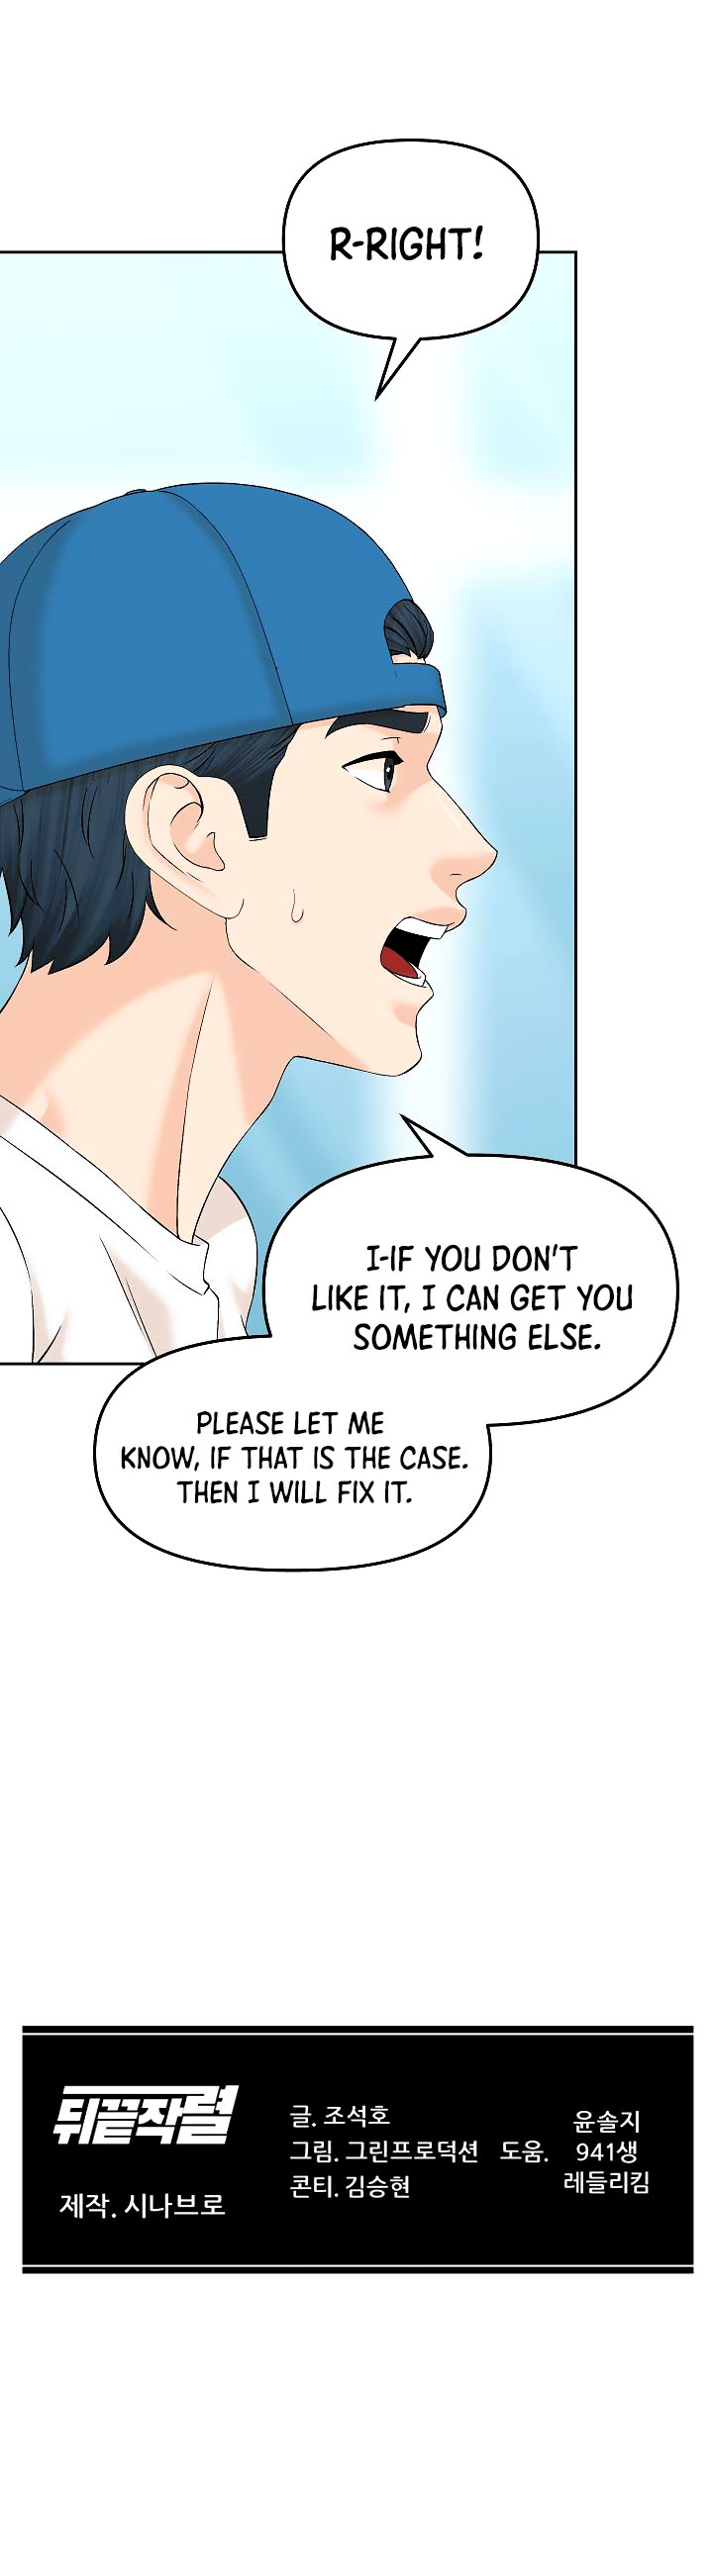 R-RIGHT!
I-IF YOU DON'T
LIKE IT, I CAN GET YOU
SOMETHING ELSE.
PLEASE LET ME
KNOW, IF THAT IS THE CASE.
THEN I WILL FIX IT.
뒤끝작렬
제작. 시나브로
글. 조석호
그림. 그린프로덕션
콘티. 김승현
도움.
윤솔지
941생
레들리킴